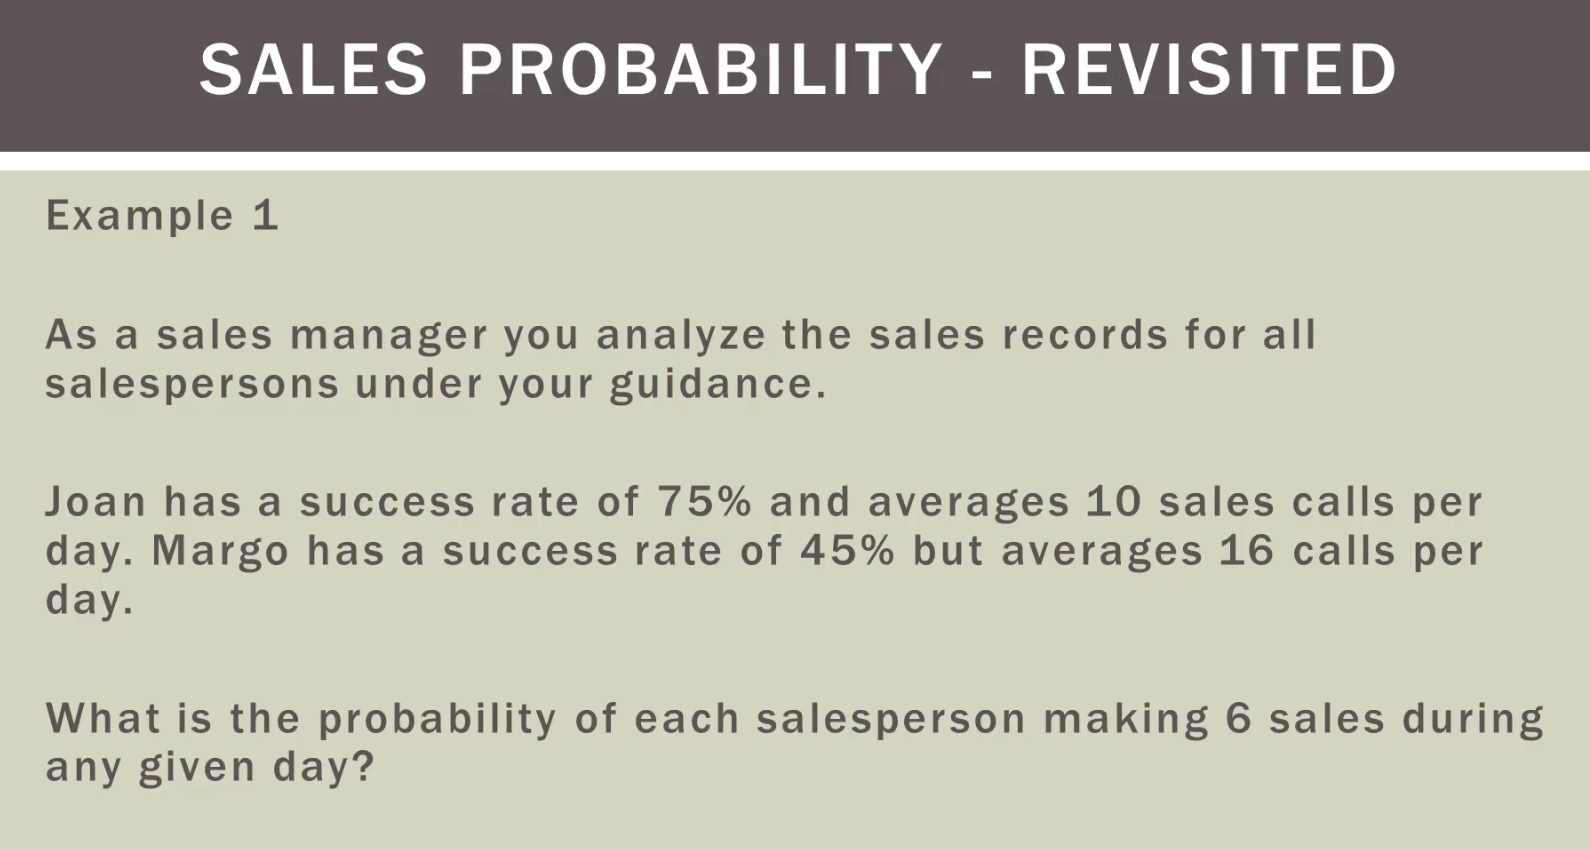 SALES PROBABILITY - REVISITED
Example 1
As a sales manager you analyze the sales records for all
salespersons under your guidance.
Joan has a success rate of 75% and averages 10 sales calls per
day. Margo has a success rate of 45% but averages 16 calls per
day.
What is the probability of each salesperson making 6 sales during
any given day?